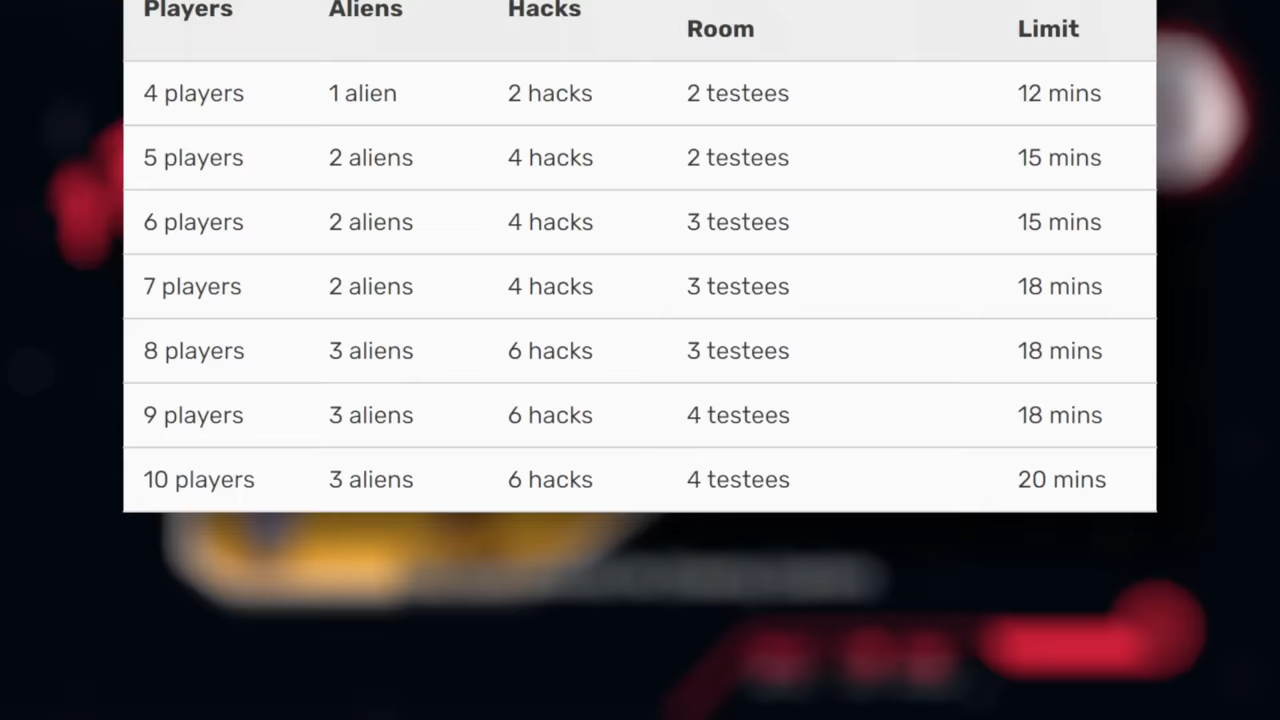 Players Aliens Hacks Room Limit
4 players 1 alien 2 hacks 2 testees 12 mins
5 players 2 aliens 4 hacks 2 testees 15 mins
6 players 2 aliens 4 hacks 3 testees 15 mins
7 players 2 aliens 4 hacks 3 testees 18 mins
8 players 3 aliens 6 hacks 3 testees 18 mins
9 players 3 aliens 6 hacks 4 testees 18 mins
10 players 3 aliens 6 hacks 4 testees 20 mins